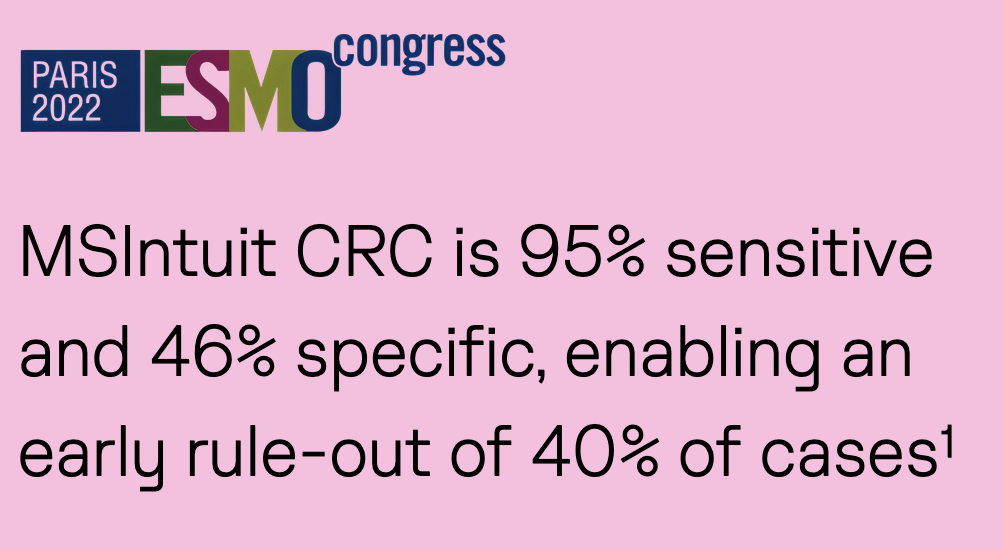 PARIS
2022
ESMO congress
MSIntuit CRC is 95% sensitive
and 46% specific, enabling an
early rule-out of 40% of cases¹